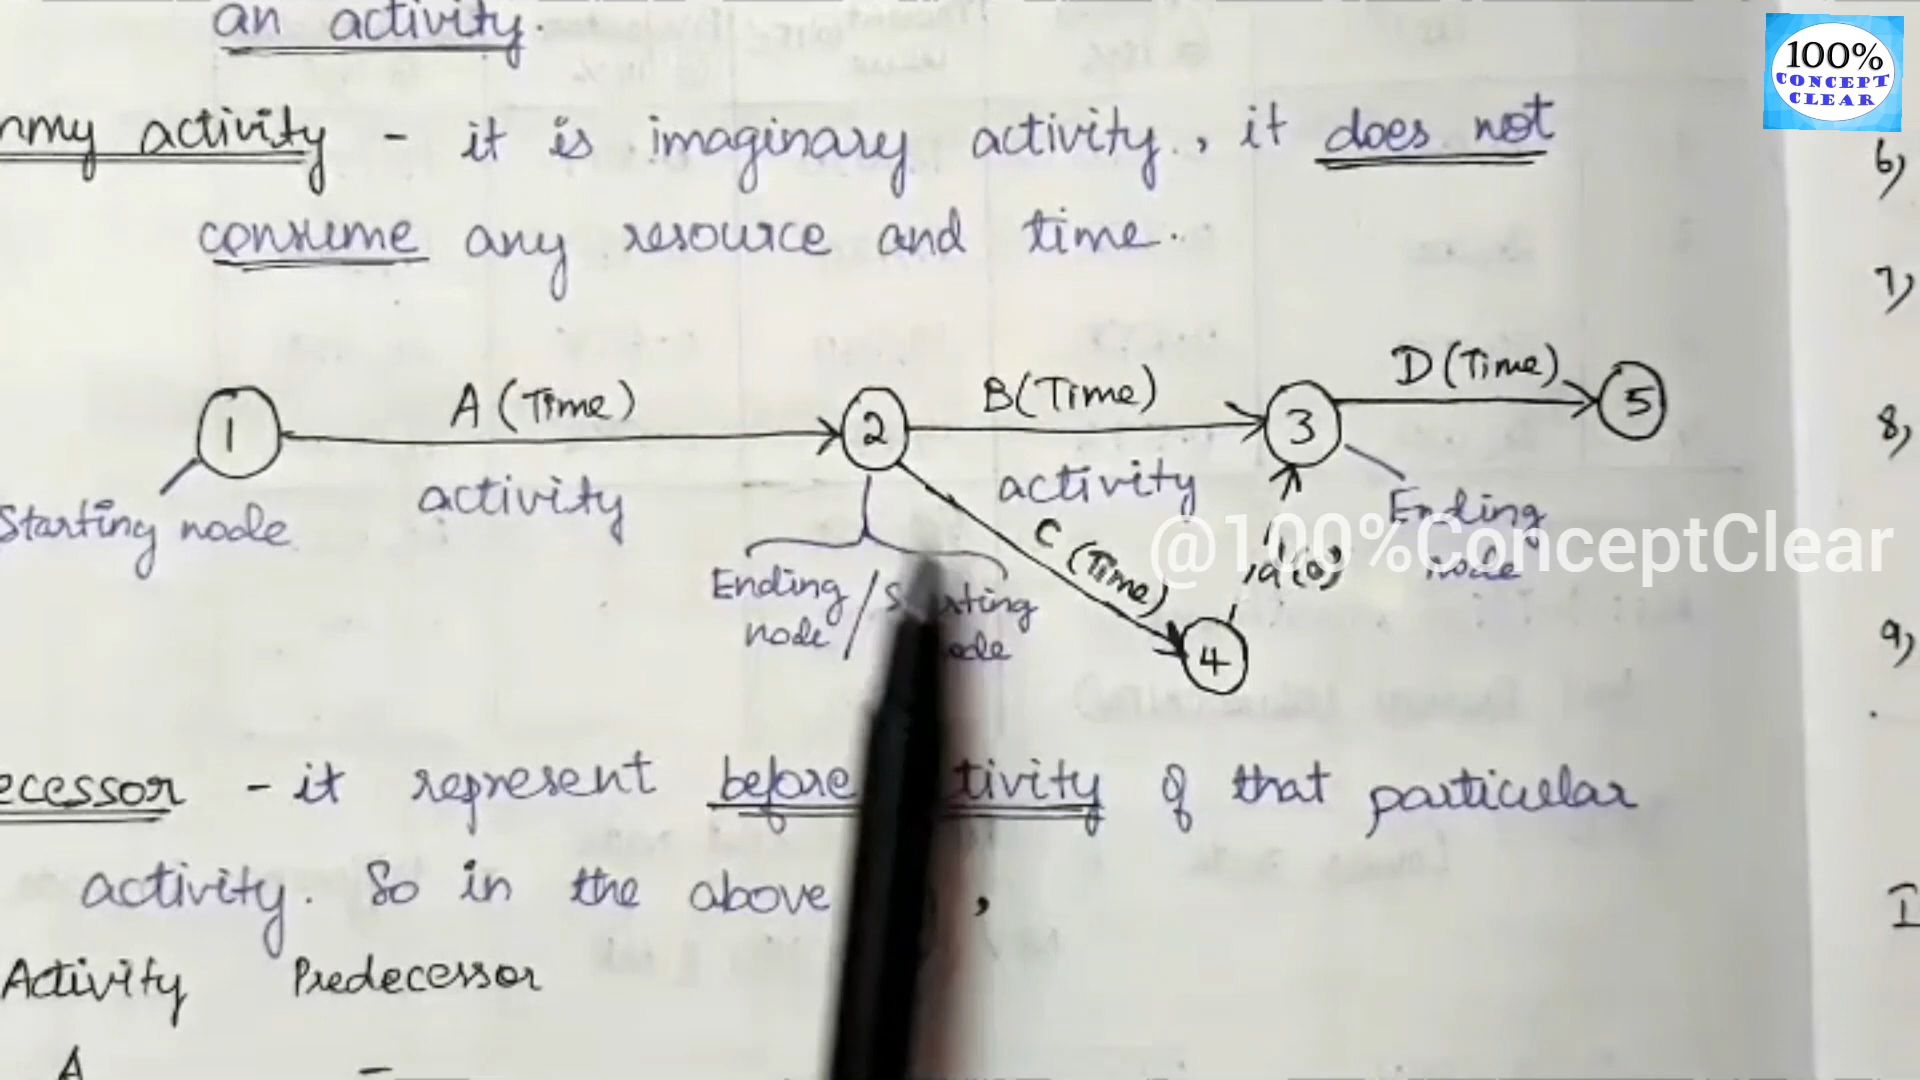 an activity.
100%
CONCEPT
CLEAR
activity - it is imaginary activity, it does not
consume any resource and time.
6)
7)
8)
9)
A (Time)
B(Time)
D(Time)
1
2
3
5
activity
activity
Starting node
C (Time)
d(0)
Ending node
@100%ConceptClear
Ending node /
4
- it represent before of that particular
activity. So in the above ,
Activity Predecessor
A -
I